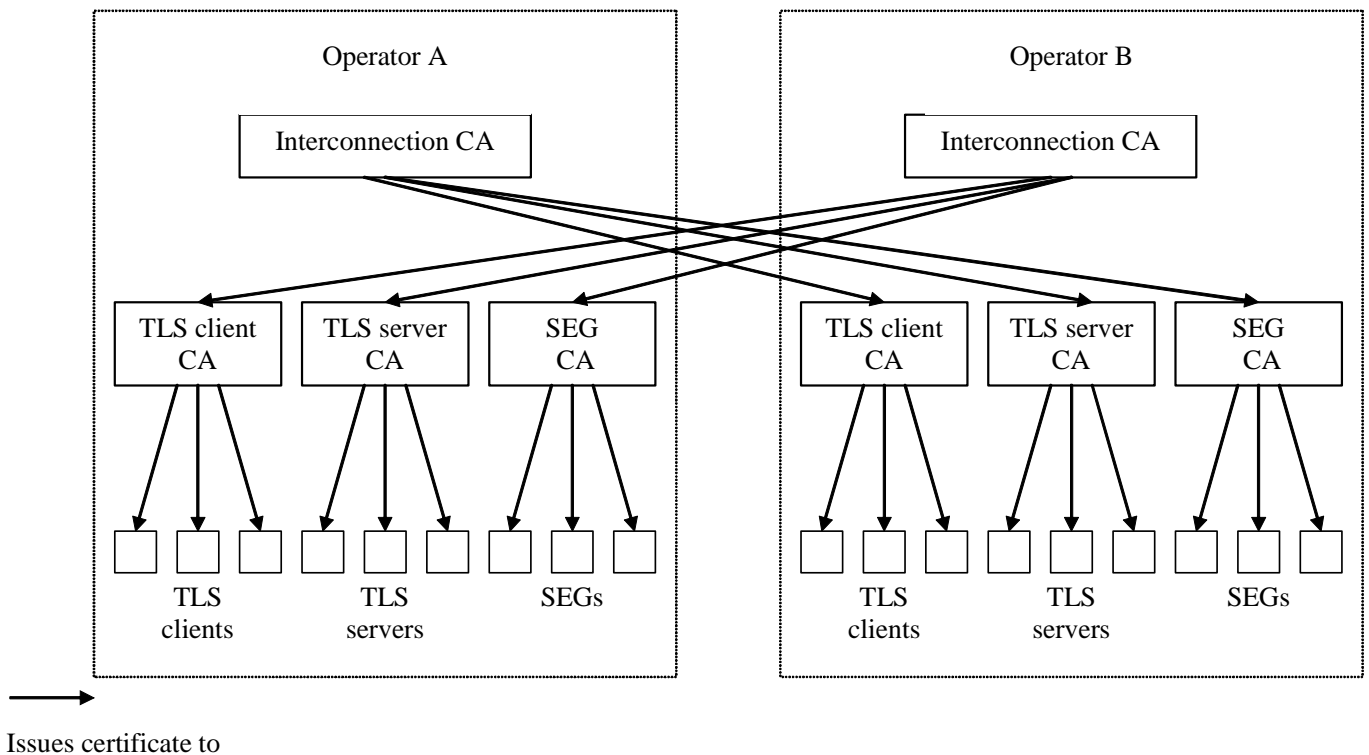 Operator A
Operator B
Interconnection CA
Interconnection CA
TLS client
CA
TLS server
CA
SEG
CA
TLS client
CA
TLS server
CA
SEG
CA
TLS
clients
TLS
servers
SEGs
TLS
clients
TLS
servers
SEGs
Issues certificate to